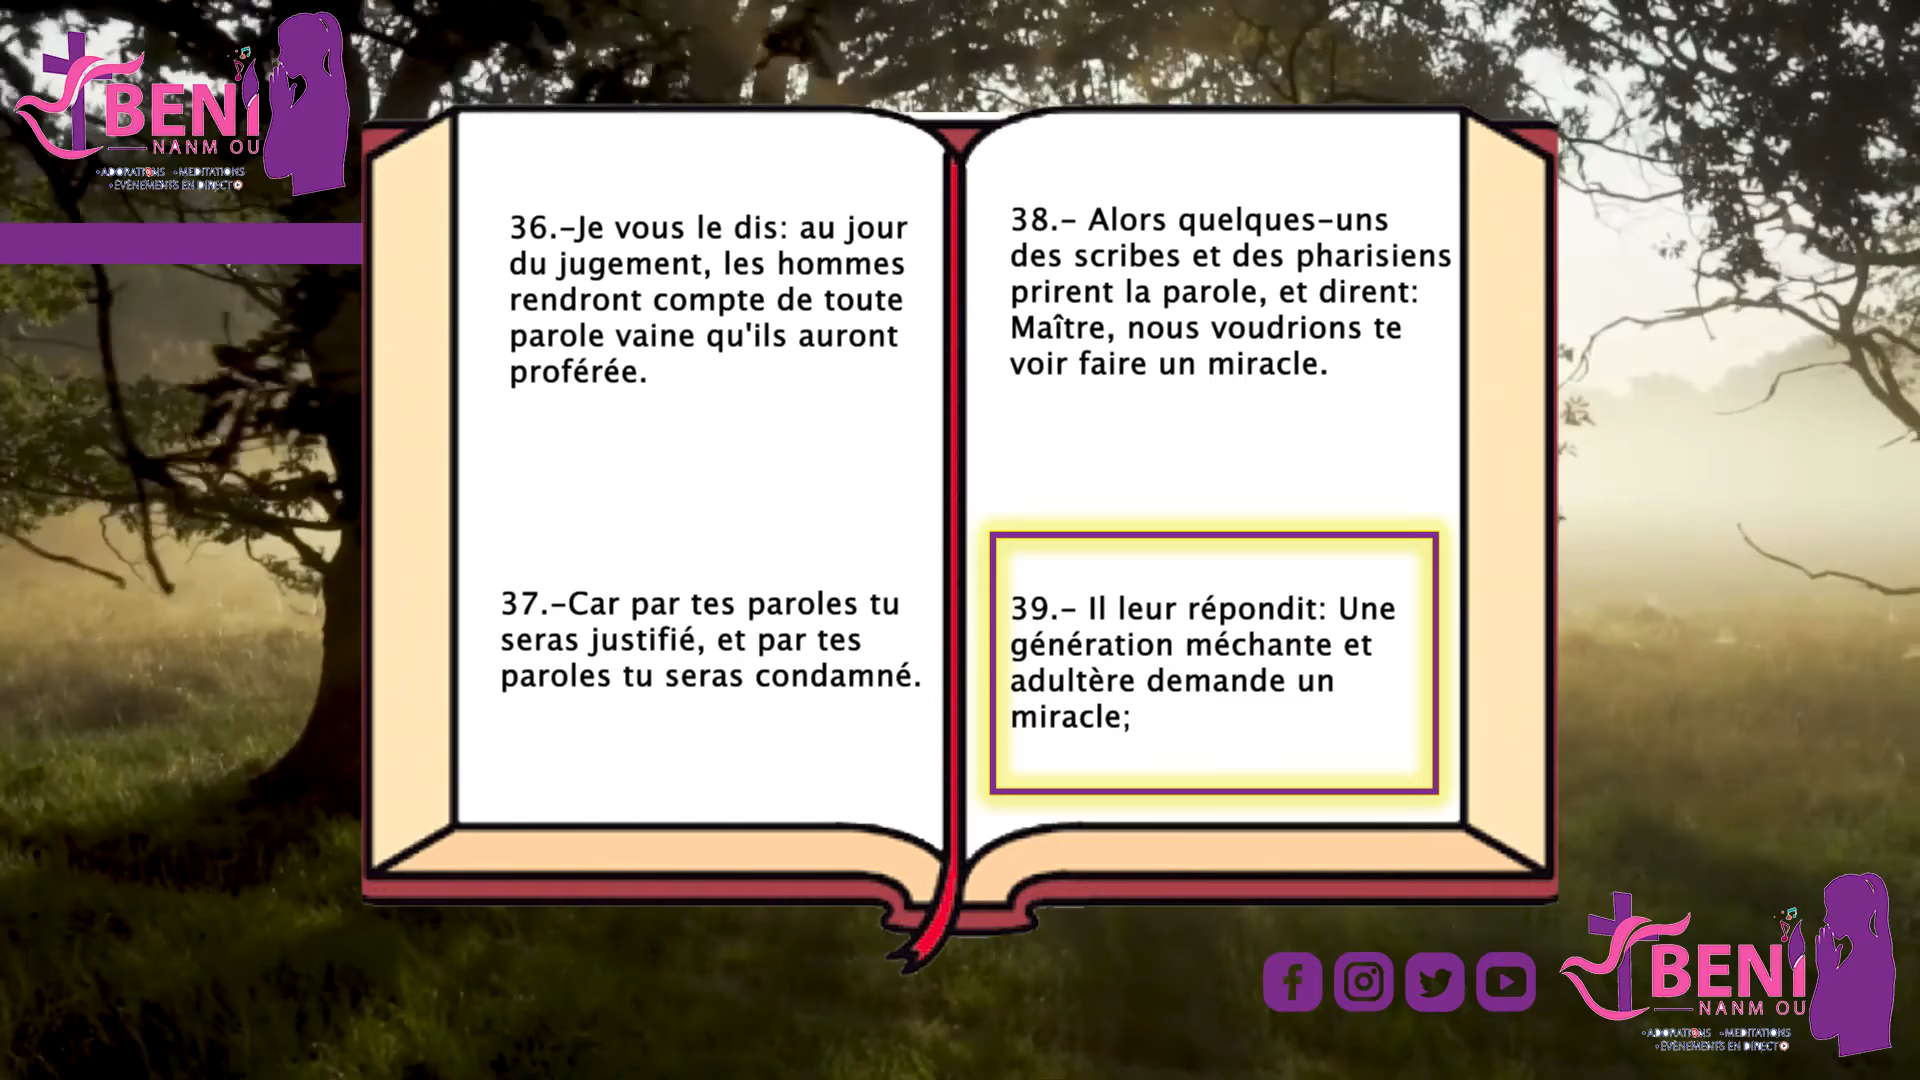 BENI
NANM OU
•ADORATIONS •MEDITATIONS
•ÉVÈNEMENTS EN DIRECT
36.-Je vous le dis: au jour
du jugement, les hommes
rendront compte de toute
parole vaine qu'ils auront
proférée.
37.-Car par tes paroles tu
seras justifié, et par tes
paroles tu seras condamné.
38.- Alors quelques-uns
des scribes et des pharisiens
prirent la parole, et dirent:
Maître, nous voudrions te
voir faire un miracle.
39.- Il leur répondit: Une
génération méchante et
adultère demande un
miracle;
BENI
NANM OU
•ADORATIONS •MEDITATIONS
•ÉVÈNEMENTS EN DIRECT